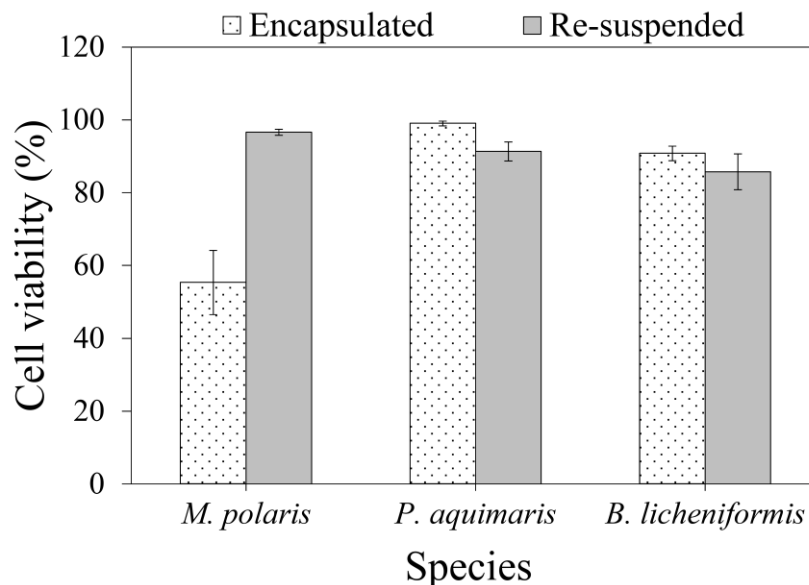 Encapsulated Re-suspended
120
100
80
60
40
20
0
Cell viability (%)
M. polaris P. aquimaris B. licheniformis
Species